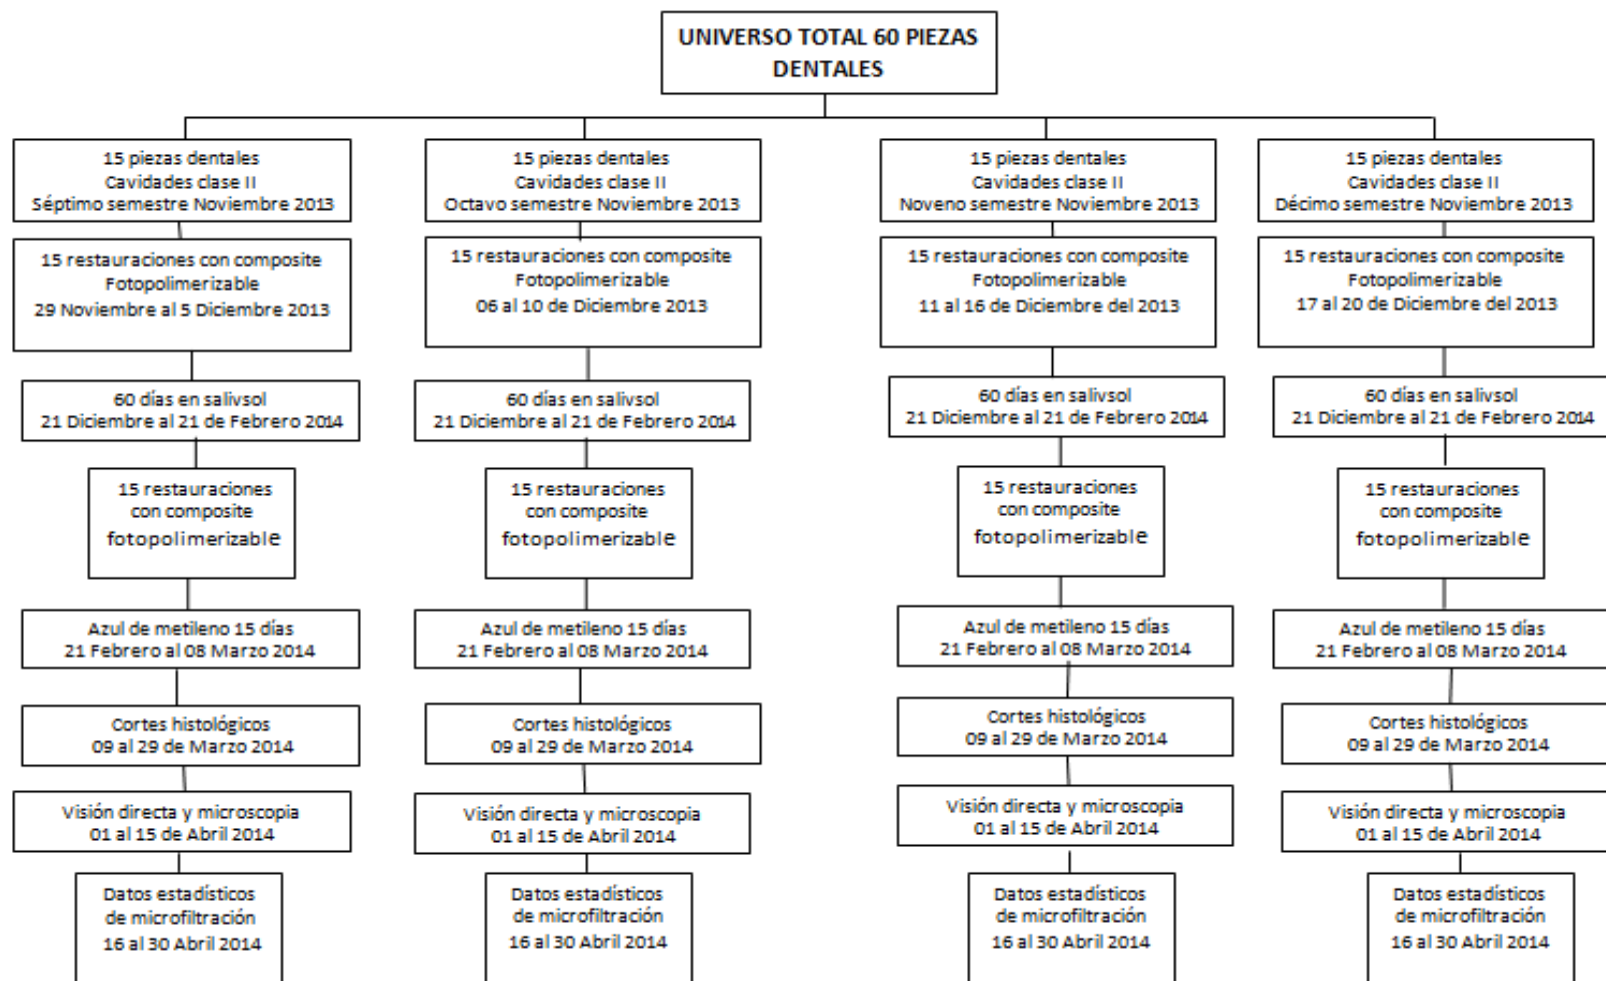 UNIVERSO TOTAL 60 PIEZAS
DENTALES
15 piezas dentales
Cavidades clase II
Séptimo semestre Noviembre 2013
15 piezas dentales
Cavidades clase II
Octavo semestre Noviembre 2013
15 piezas dentales
Cavidades clase II
Noveno semestre Noviembre 2013
15 piezas dentales
Cavidades clase II
Décimo semestre Noviembre 2013
15 restauraciones con composite
Fotopolimerizable
29 Noviembre al 5 Diciembre 2013
15 restauraciones con composite
Fotopolimerizable
06 al 10 de Diciembre 2013
15 restauraciones con composite
Fotopolimerizable
11 al 16 de Diciembre del 2013
15 restauraciones con composite
Fotopolimerizable
17 al 20 de Diciembre del 2013
60 días en salivsol
21 Diciembre al 21 de Febrero 2014
60 días en salivsol
21 Diciembre al 21 de Febrero 2014
60 días en salivsol
21 Diciembre al 21 de Febrero 2014
60 días en salivsol
21 Diciembre al 21 de Febrero 2014
15 restauraciones
con composite
fotopolimerizable
15 restauraciones
con composite
fotopolimerizable
15 restauraciones
con composite
fotopolimerizable
15 restauraciones
con composite
fotopolimerizable
Azul de metileno 15 días
21 Febrero al 08 Marzo 2014
Azul de metileno 15 días
21 Febrero al 08 Marzo 2014
Azul de metileno 15 días
21 Febrero al 08 Marzo 2014
Azul de metileno 15 días
21 Febrero al 08 Marzo 2014
Cortes histológicos
09 al 29 de Marzo 2014
Cortes histológicos
09 al 29 de Marzo 2014
Cortes histológicos
09 al 29 de Marzo 2014
Cortes histológicos
09 al 29 de Marzo 2014
Visión directa y microscopia
01 al 15 de Abril 2014
Visión directa y microscopia
01 al 15 de Abril 2014
Visión directa y microscopia
01 al 15 de Abril 2014
Visión directa y microscopia
01 al 15 de Abril 2014
Datos estadísticos
de microfiltración
16 al 30 Abril 2014
Datos estadísticos
de microfiltración
16 al 30 Abril 2014
Datos estadísticos
de microfiltración
16 al 30 Abril 2014
Datos estadísticos
de microfiltración
16 al 30 Abril 2014